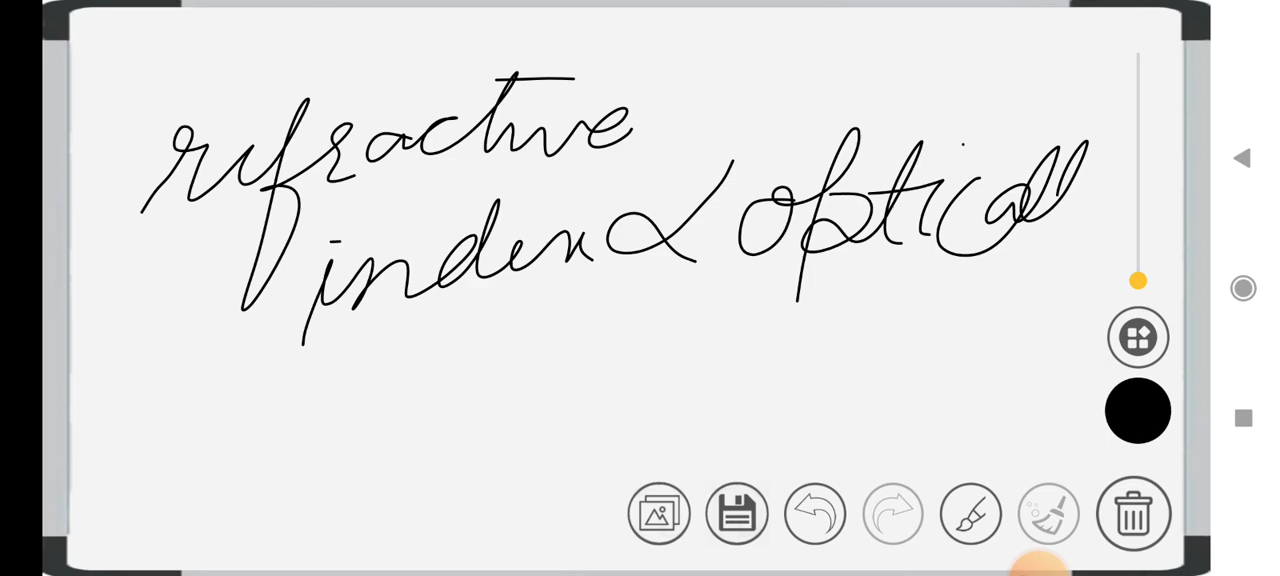 refractive
index ∝ optical